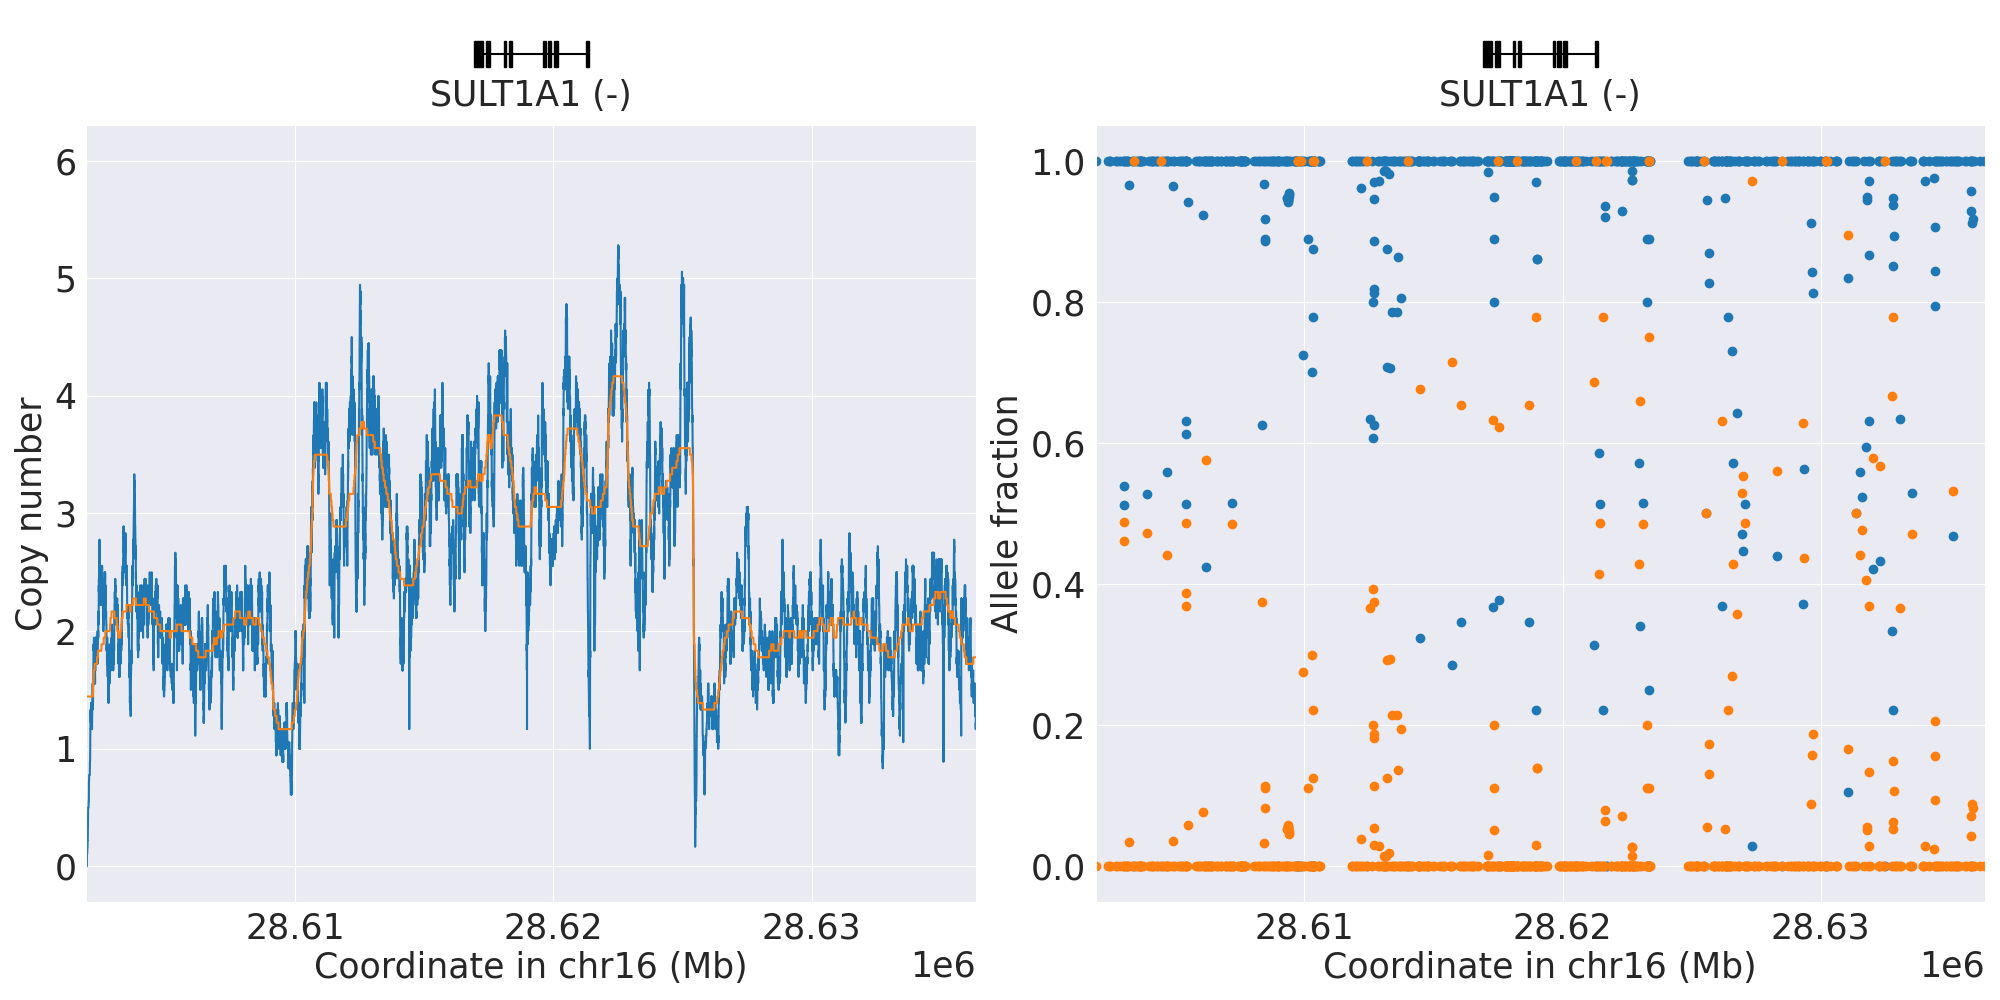 SULT1A1 (-)
Copy number
6
5
4
3
2
1
0
28.61
28.62
28.63
Coordinate in chr16 (Mb)
1e6
SULT1A1 (-)
Allele fraction
1.0
0.8
0.6
0.4
0.2
0.0
28.61
28.62
28.63
Coordinate in chr16 (Mb)
1e6